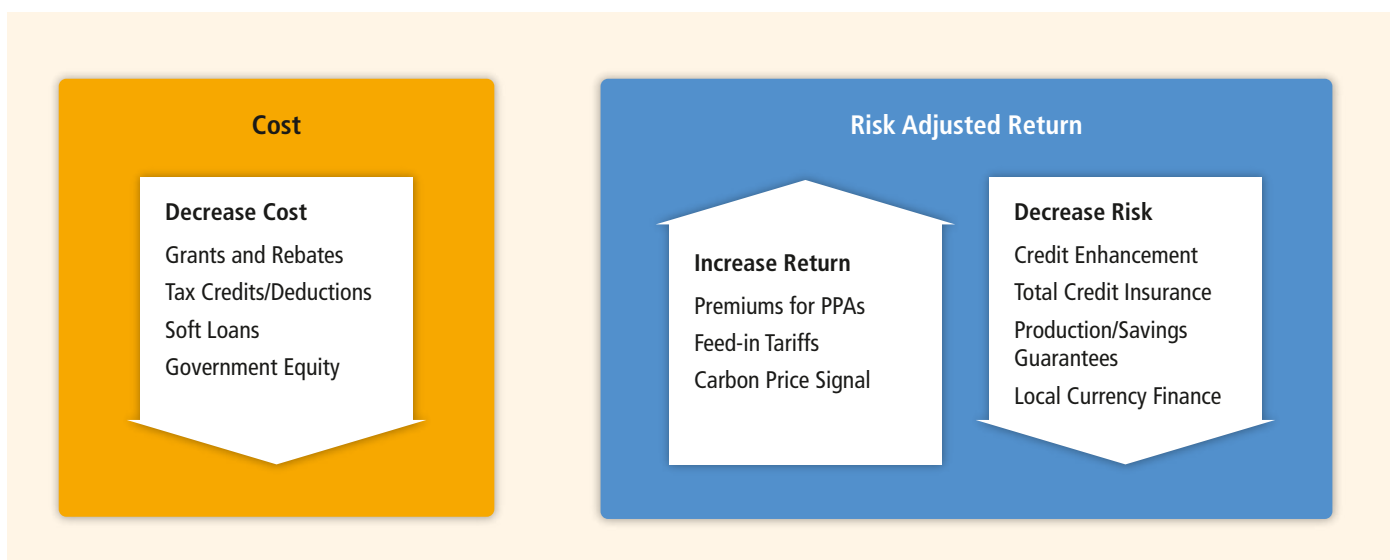 Cost
Decrease Cost
Grants and Rebates
Tax Credits/Deductions
Soft Loans
Government Equity
Risk Adjusted Return
Increase Return
Premiums for PPAs
Feed-in Tariffs
Carbon Price Signal
Decrease Risk
Credit Enhancement
Total Credit Insurance
Production/Savings
Guarantees
Local Currency Finance